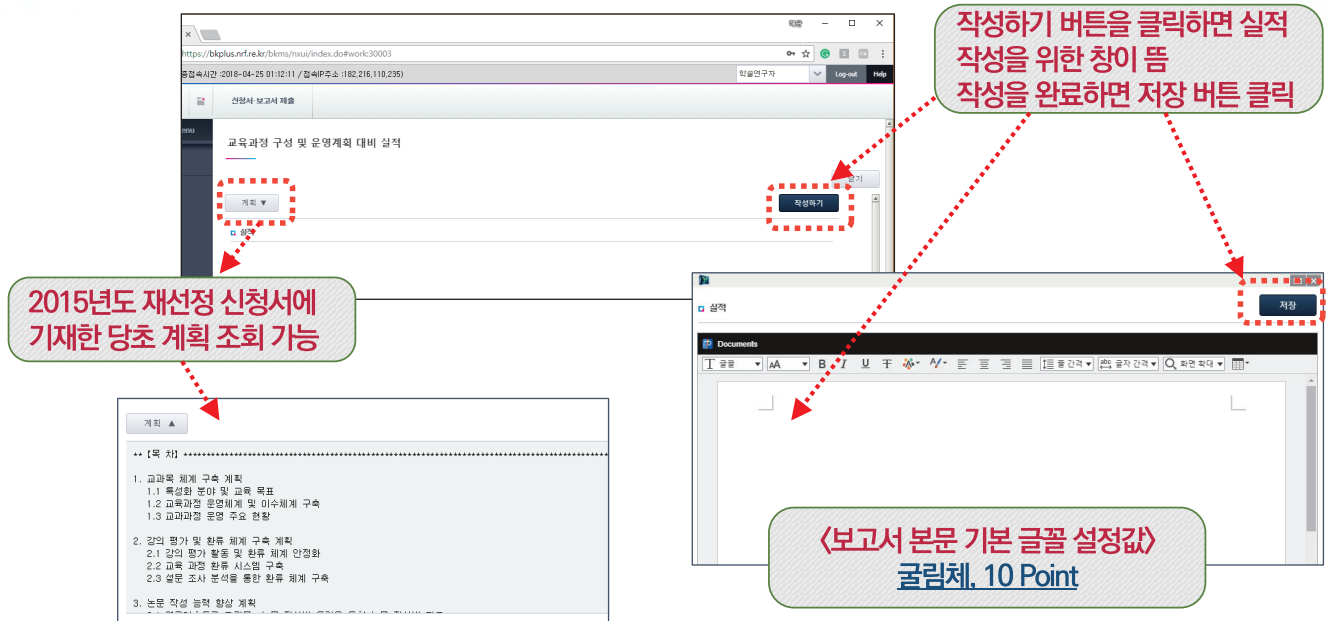 작성하기 버튼을 클릭하면 실적
작성을 위한 창이 뜸
작성을 완료하면 저장 버튼 클릭
https://bkplus.nrf.re.kr/bkms/nxui/index.do#work:30003
종접속시간 :2018-04-25 01:12:11 / 접속IP주소 :182,216,110,235)
학술연구자
Log-out
Help
신청서·보고서 제출
enu
교육과정 구성 및 운영계획 대비 실적
계획 ▼
작성하기
실적
2015년도 재선정 신청서에
기재한 당초 계획 조회 가능
실적
저장
Documents
글꼴
AA
B I U
줄 간격
abc 글자 간격
화면 확대
계획 ▲
**【목 차】**********************************************************************************************
1. 교과목 체계 구축 계획
1.1 특성화 분야 및 교육 목표
1.2 교육과정 운영체계 및 이수체계 구축
1.3 교과과정 운영 주요 현황
2. 강의 평가 및 환류 체계 구축 계획
2.1 강의 평가 활동 및 환류 체계 안정화
2.2 교육 과정 환류 시스템 구축
2.3 설문 조사 분석을 통한 환류 체계 구축
3. 논문 작성 능력 향상 계획
〈보고서 본문 기본 글꼴 설정값〉
굴림체, 10 Point